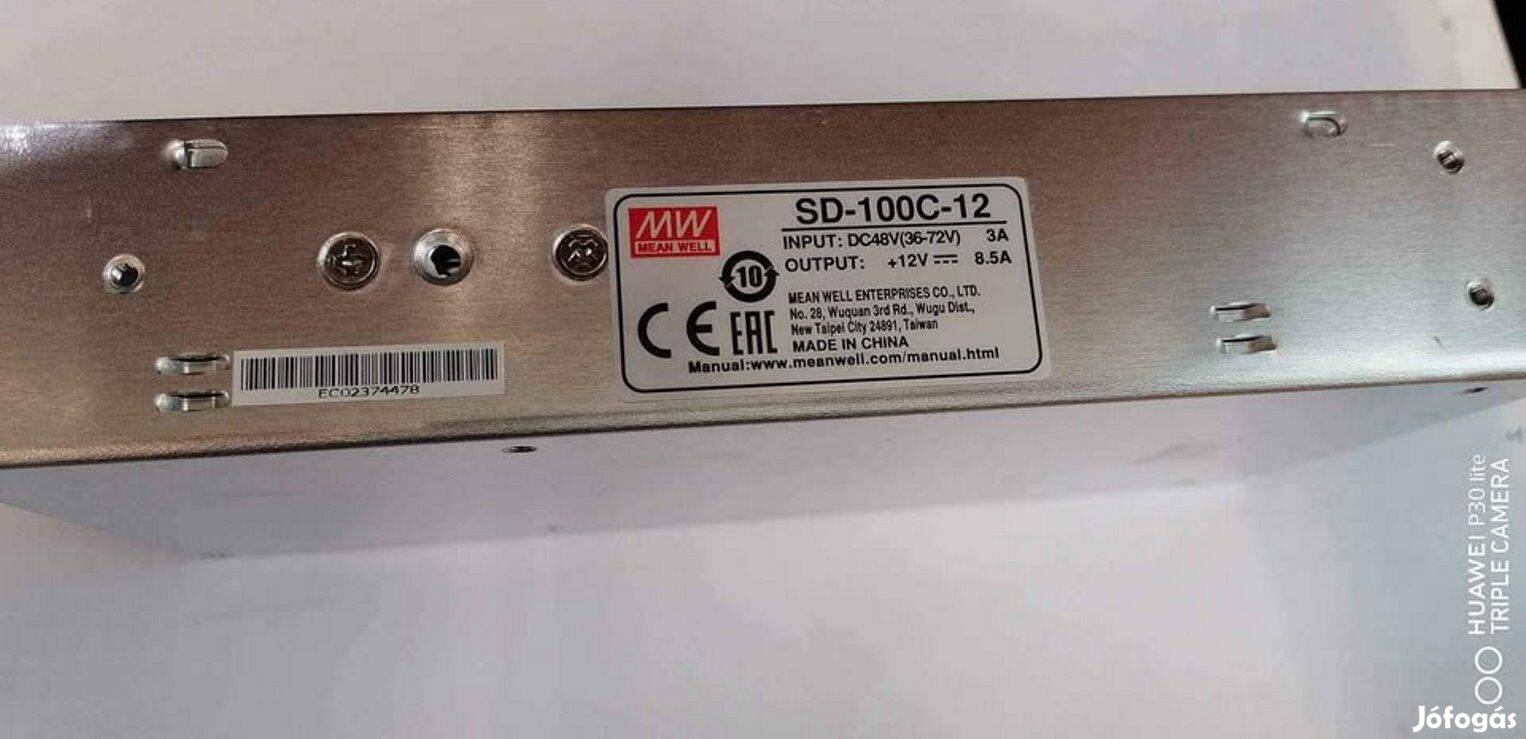 MW
MEAN WELL
SD-100C-12
INPUT: DC48V(36-72V) 3A
OUTPUT: +12V⎓ 8.5A
10
CE EAC
MEAN WELL ENTERPRISES CO., LTD.
No. 28, Wuquan 3rd Rd., Wugu Dist.,
New Taipei City 24891, Taiwan
MADE IN CHINA
Manual:www.meanwell.com/manual.html
EC02374478
HUAWEI P30 lite
TRIPLE CAMERA
Jófogás